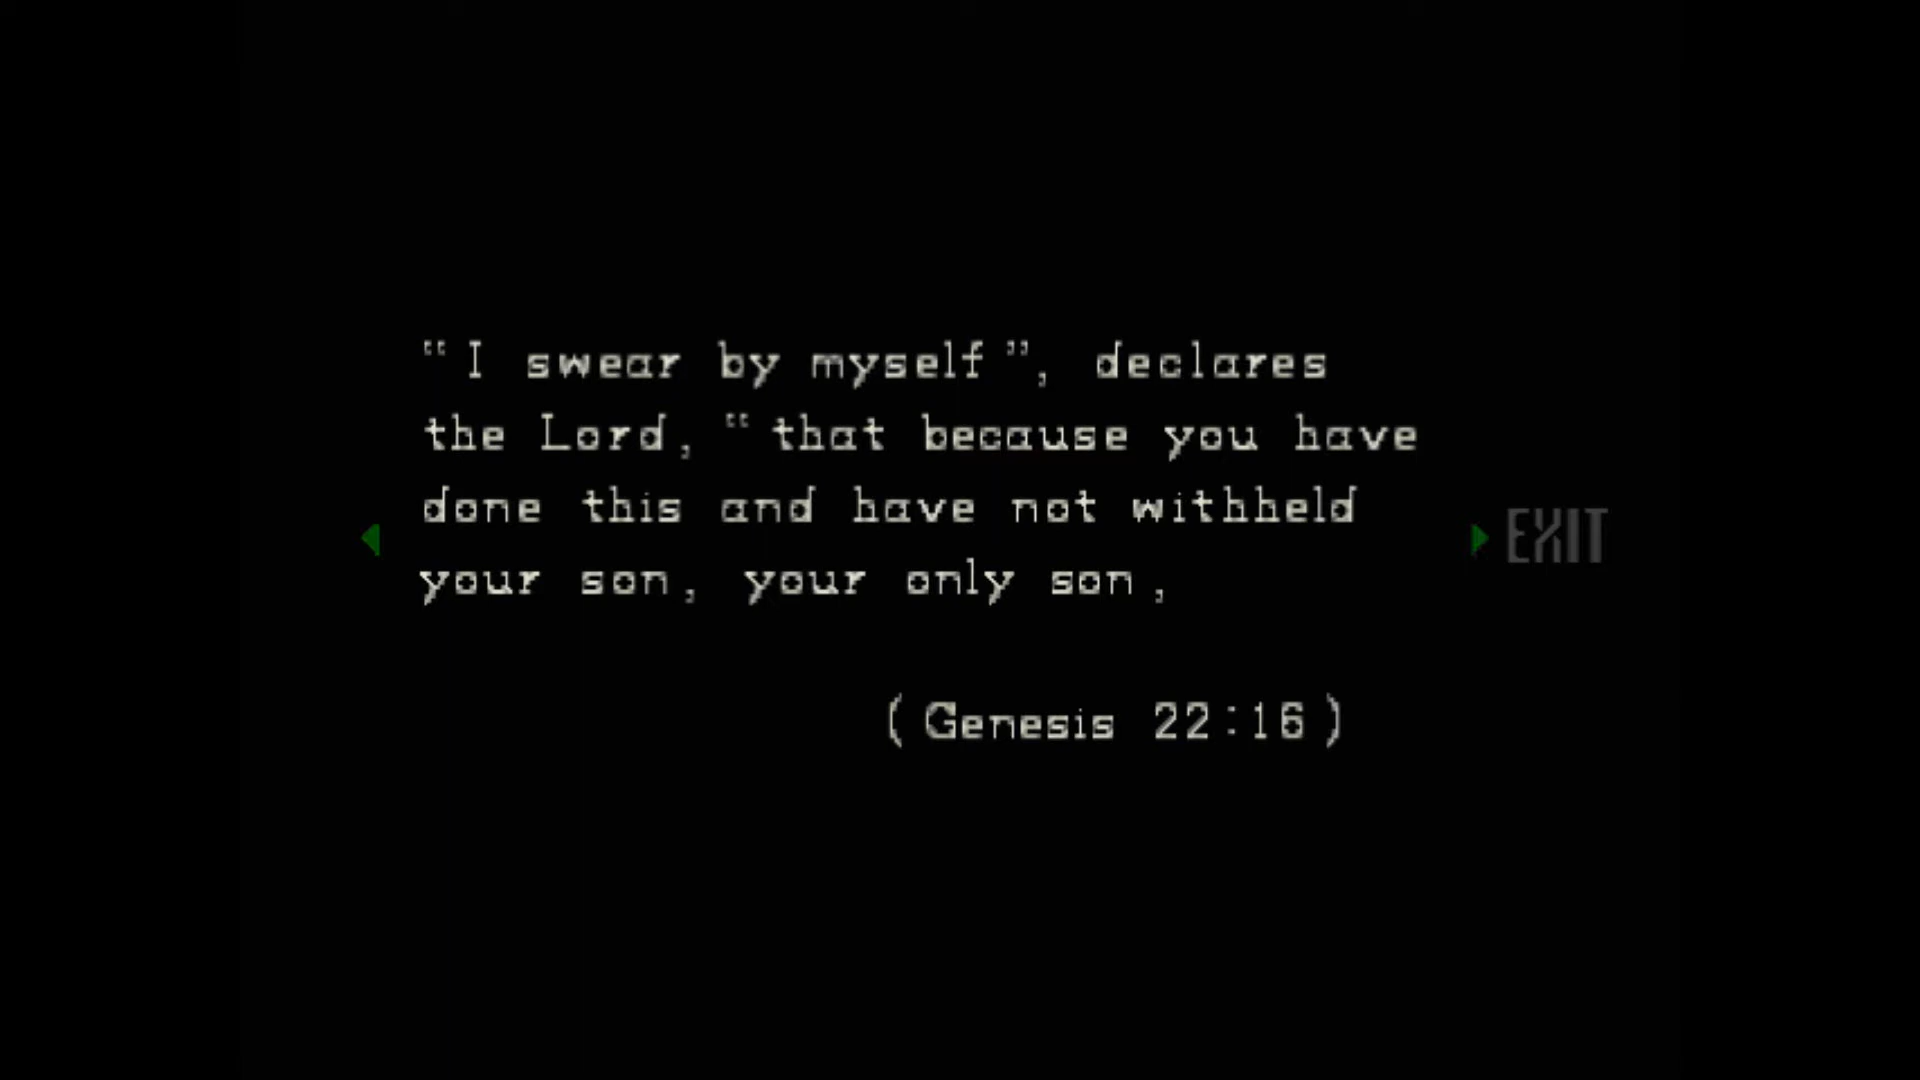 “I swear by myself”, declares
the Lord, “that because you have
done this and have not withheld
your son, your only son,
EXIT
(Genesis 22:16)